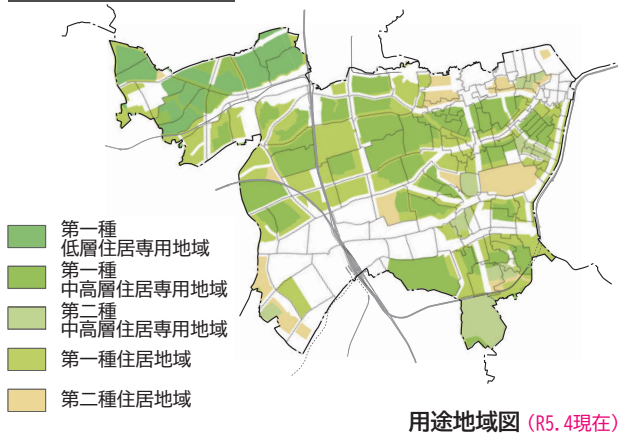 第一種
低層住居専用地域
第一種
中高層住居専用地域
第二種
中高層住居専用地域
第一種住居地域
第二種住居地域
用途地域図（R5.4現在）